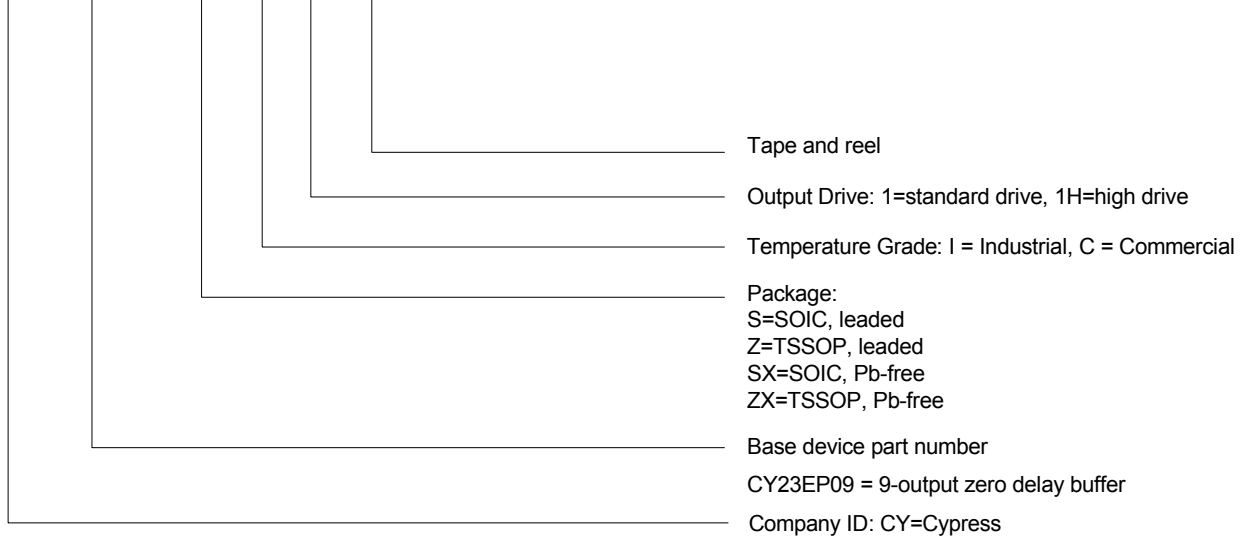 Tape and reel
Output Drive: 1=standard drive, 1H=high drive
Temperature Grade: I = Industrial, C = Commercial
Package:
S=SOIC, leaded
Z=TSSOP, leaded
SX=SOIC, Pb-free
ZX=TSSOP, Pb-free
Base device part number
CY23EP09 = 9-output zero delay buffer
Company ID: CY=Cypress